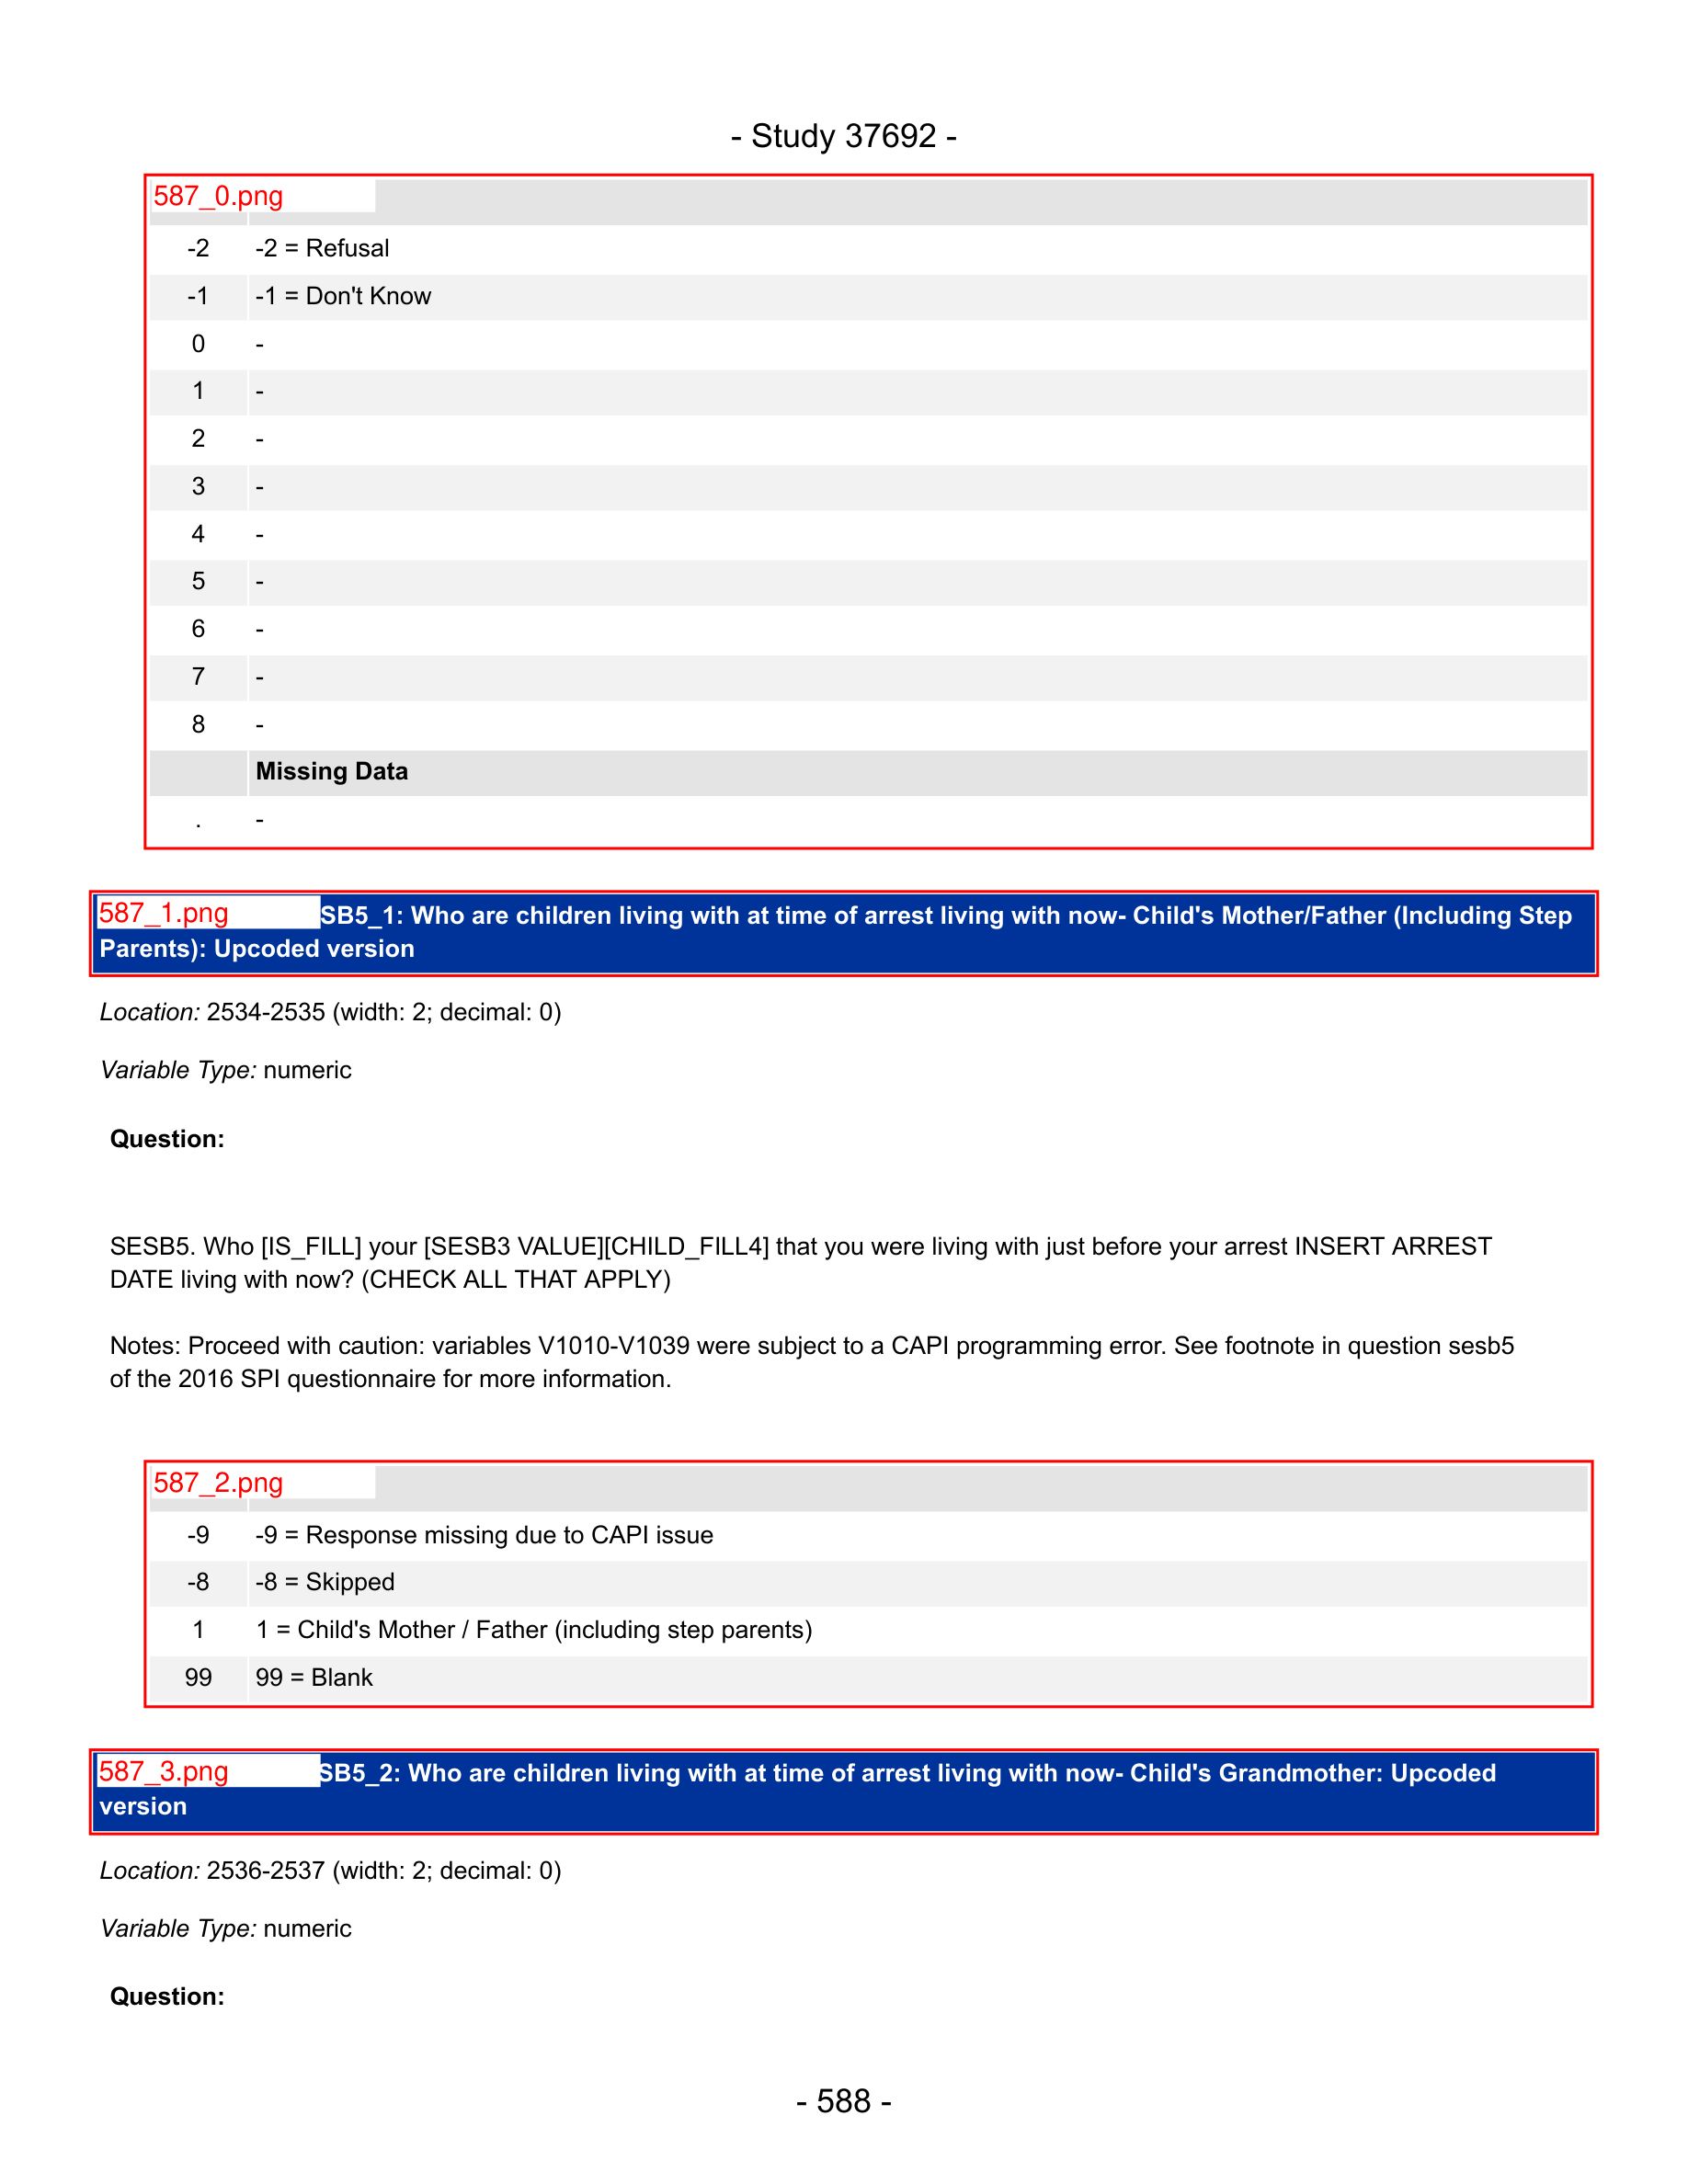 - Study 37692 -
587_0.png
-2 -2 = Refusal
-1 -1 = Don't Know
0 -
1 -
2 -
3 -
4 -
5 -
6 -
7 -
8 -
Missing Data
. -
587_1.png SB5_1: Who are children living with at time of arrest living with now- Child's Mother/Father (Including Step
Parents): Upcoded version
Location: 2534-2535 (width: 2; decimal: 0)
Variable Type: numeric
Question:
SESB5. Who [IS_FILL] your [SESB3 VALUE][CHILD_FILL4] that you were living with just before your arrest INSERT ARREST
DATE living with now? (CHECK ALL THAT APPLY)
Notes: Proceed with caution: variables V1010-V1039 were subject to a CAPI programming error. See footnote in question sesb5
of the 2016 SPI questionnaire for more information.
587_2.png
-9 -9 = Response missing due to CAPI issue
-8 -8 = Skipped
1 1 = Child's Mother / Father (including step parents)
99 99 = Blank
587_3.png SB5_2: Who are children living with at time of arrest living with now- Child's Grandmother: Upcoded
version
Location: 2536-2537 (width: 2; decimal: 0)
Variable Type: numeric
Question:
- 588 -